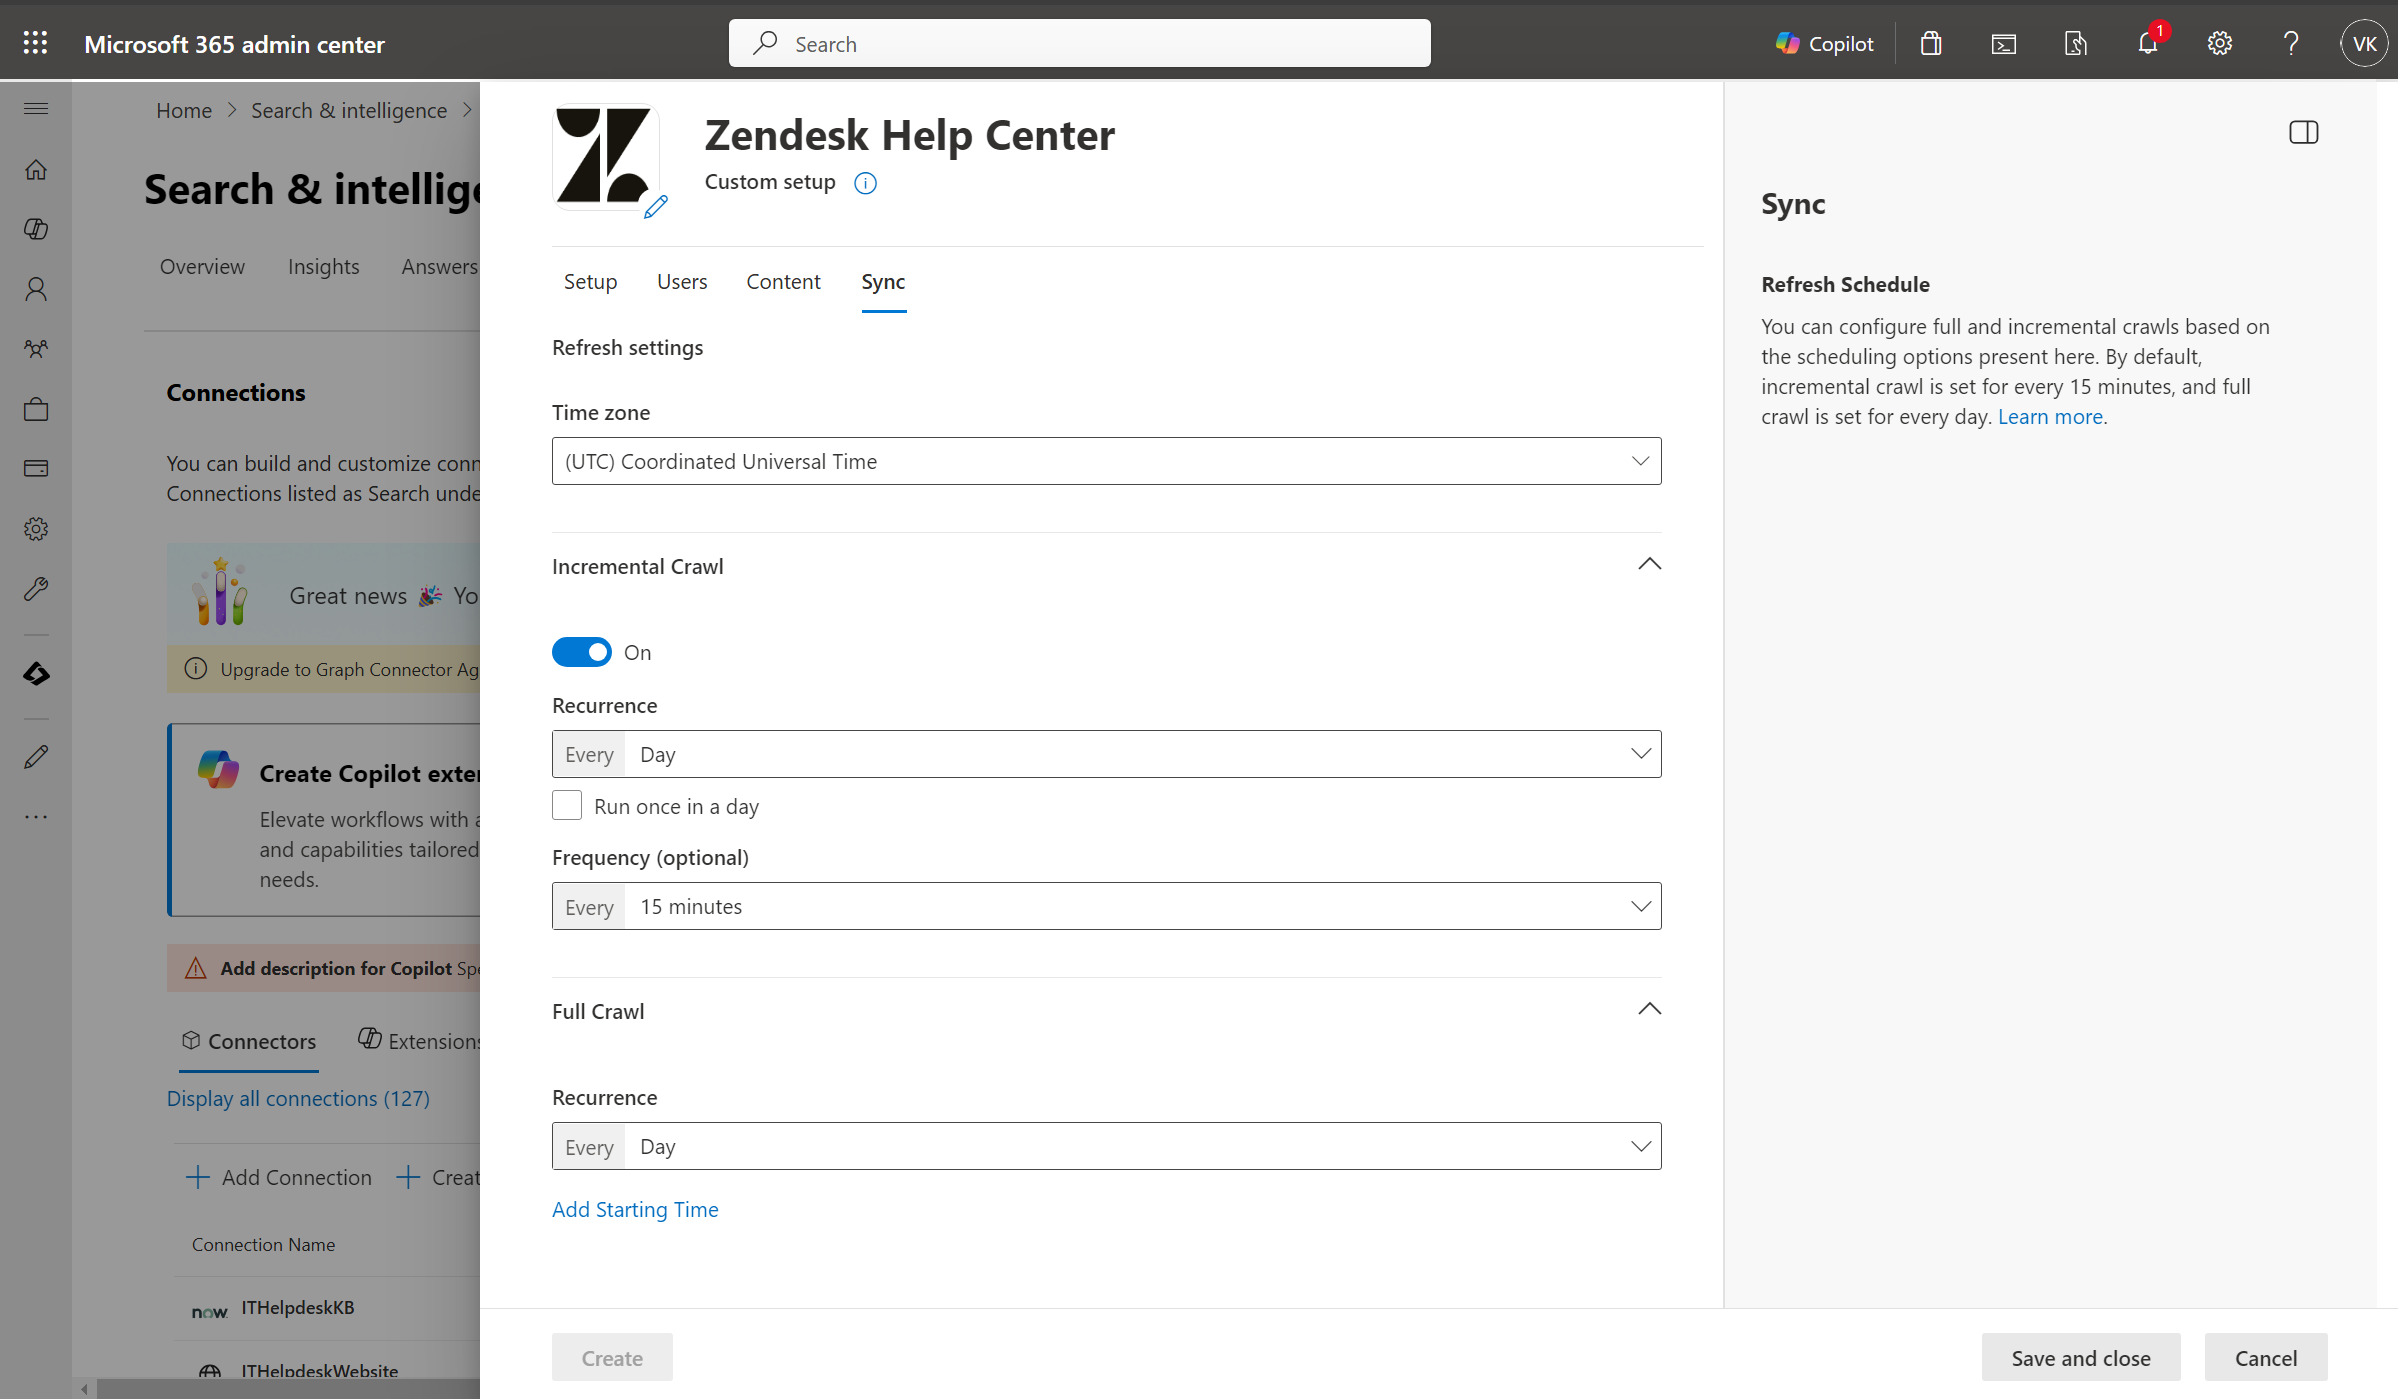 Microsoft 365 admin center
Search
Copilot
1
VK
Home
Search & intelligence
Search & intellige
Overview
Insights
Answers
Connections
You can build and customize conn
Connections listed as Search unde
Great news 🎉 Yo
Upgrade to Graph Connector Ag
Create Copilot exter
Elevate workflows with a
and capabilities tailored
needs.
Add description for Copilot Spe
Connectors
Extensions
Display all connections (127)
Add Connection
Creat
Connection Name
now. ITHelpdeskKB
ITHelpdeskWebsite
Zendesk Help Center
Custom setup
Setup
Users
Content
Sync
Refresh settings
Time zone
(UTC) Coordinated Universal Time
Incremental Crawl
On
Recurrence
Every Day
Run once in a day
Frequency (optional)
Every 15 minutes
Full Crawl
Recurrence
Every Day
Add Starting Time
Create
Save and close
Cancel
Sync
Refresh Schedule
You can configure full and incremental crawls based on
the scheduling options present here. By default,
incremental crawl is set for every 15 minutes, and full
crawl is set for every day. Learn more.